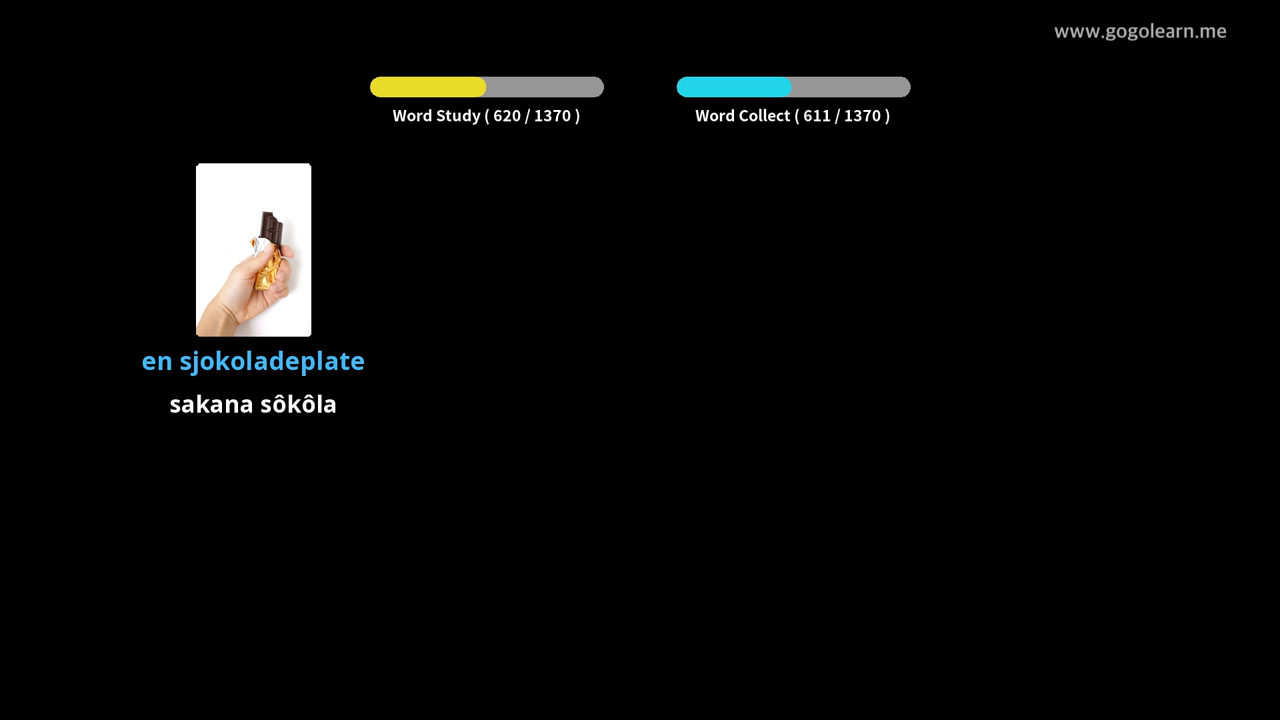 www.gogolearn.me
Word Study ( 620 / 1370 )
Word Collect ( 611 / 1370 )
en sjokoladeplate
sakana sôkôla